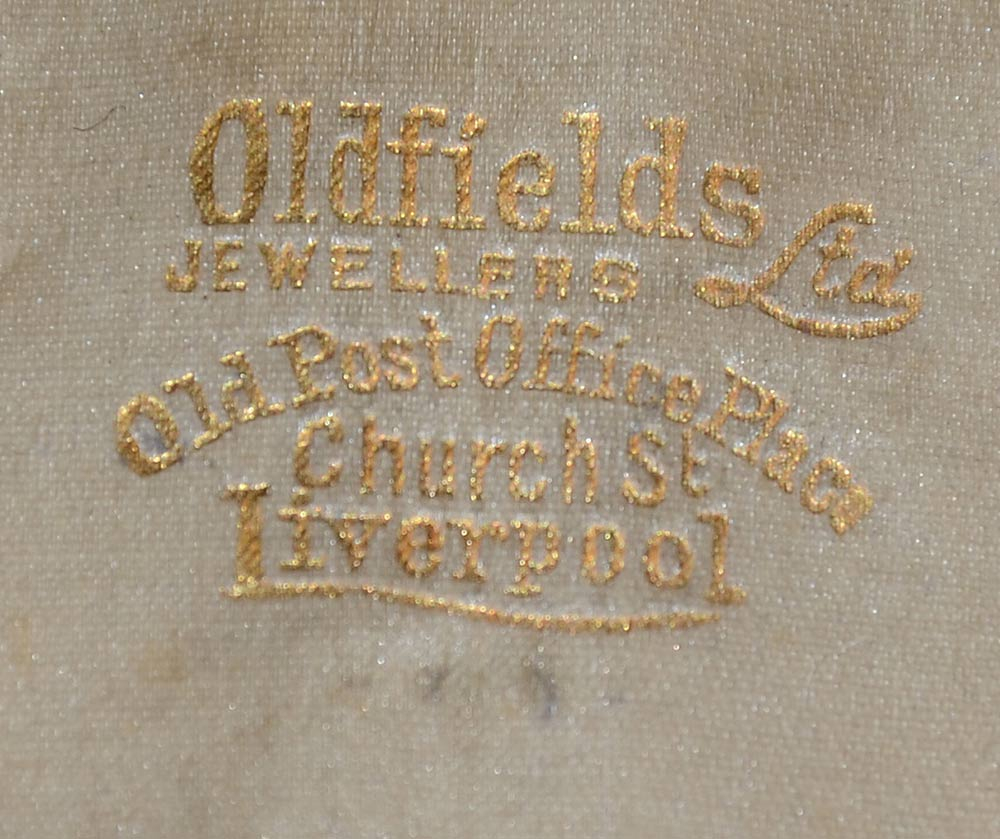 Oldfields Ltd
JEWELLERS
Old Post Office Place
Church St
Liverpool